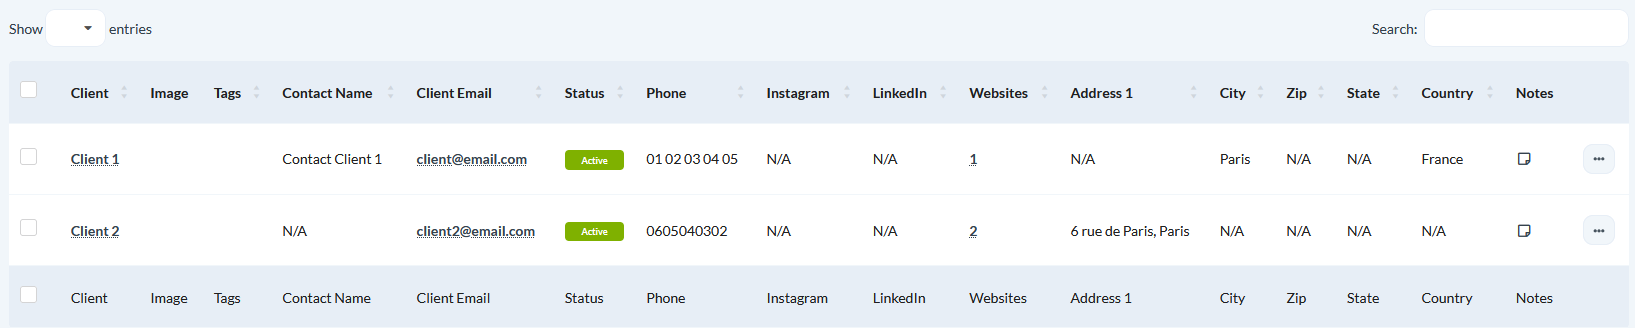 Show entries Search:
Client Image Tags Contact Name Client Email Status Phone Instagram LinkedIn Websites Address 1 City Zip State Country Notes
Client 1 Contact Client 1 client@email.com Active 01 02 03 04 05 N/A N/A 1 N/A Paris N/A N/A France
Client 2 N/A client2@email.com Active 0605040302 N/A N/A 2 6 rue de Paris, Paris N/A N/A N/A N/A
Client Image Tags Contact Name Client Email Status Phone Instagram LinkedIn Websites Address 1 City Zip State Country Notes